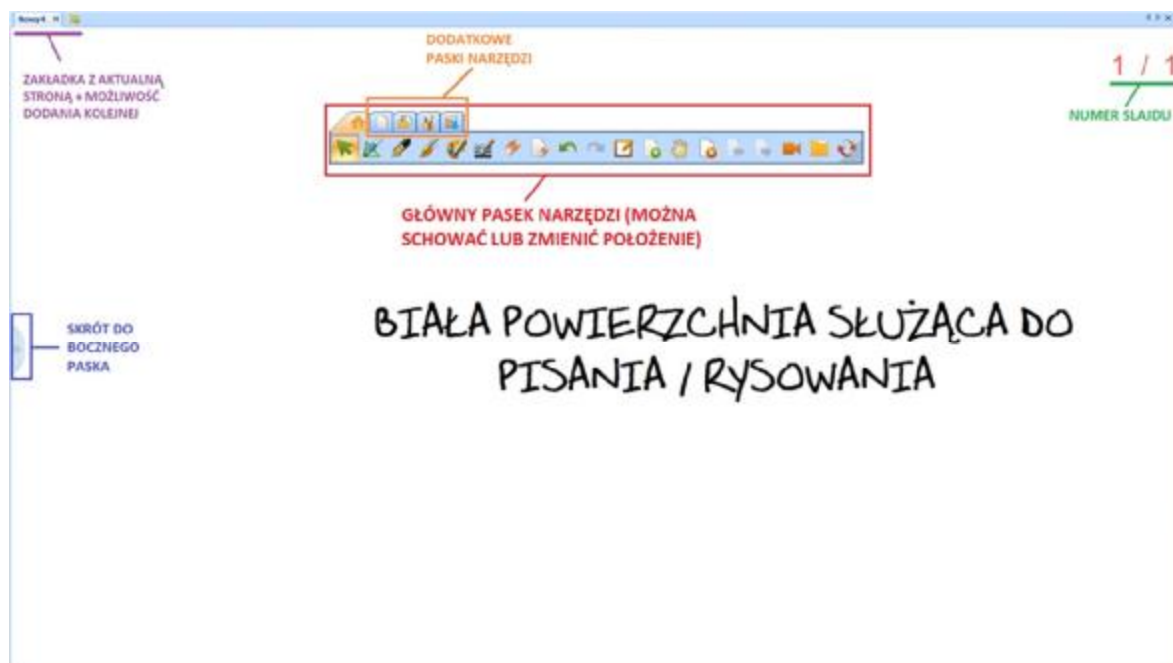 Nowy4
ZAKŁADKA Z AKTUALNĄ
STRONĄ + MOŻLIWOŚĆ
DODANIA KOLEJNEJ
DODATKOWE
PASKI NARZĘDZI
1 / 1
NUMER SLAJDU
GŁÓWNY PASEK NARZĘDZI (MOŻNA
SCHOWAĆ LUB ZMIENIĆ POŁOŻENIE)
SKRÓT DO
BOCZNEGO
PASKA
BIAŁA POWIERZCHNIA SŁUŻĄCA DO
PISANIA / RYSOWANIA